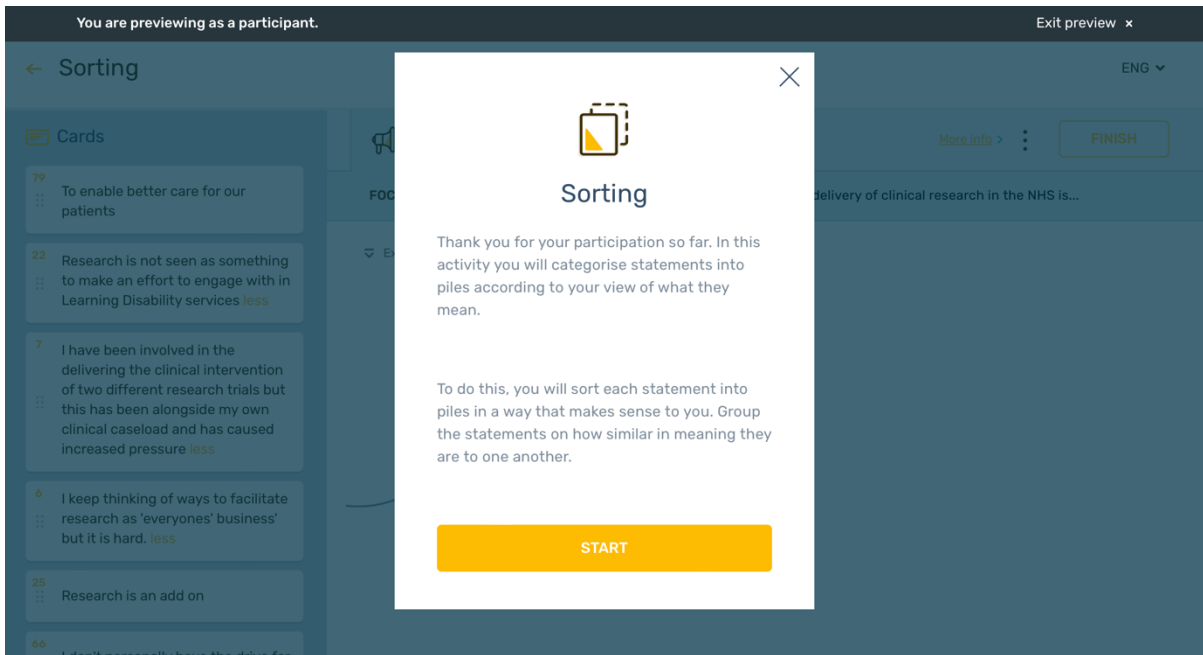 You are previewing as a participant.
Exit preview ×
← Sorting
ENG
Cards
More info >
FINISH
79
To enable better care for our
patients
FOC
delivery of clinical research in the NHS is...
22
Research is not seen as something
to make an effort to engage with in
Learning Disability services less
Ex
7
I have been involved in the
delivering the clinical intervention
of two different research trials but
this has been alongside my own
clinical caseload and has caused
increased pressure less
6
I keep thinking of ways to facilitate
research as 'everyones' business'
but it is hard. less
25
Research is an add on
66
I don't personally have the drive for
Sorting
Thank you for your participation so far. In this
activity you will categorise statements into
piles according to your view of what they
mean.
To do this, you will sort each statement into
piles in a way that makes sense to you. Group
the statements on how similar in meaning they
are to one another.
START